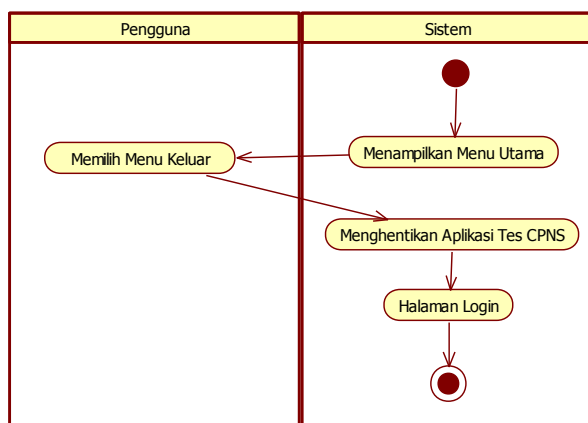 Pengguna
Sistem
Menampilkan Menu Utama
Memilih Menu Keluar
Menghentikan Aplikasi Tes CPNS
Halaman Login